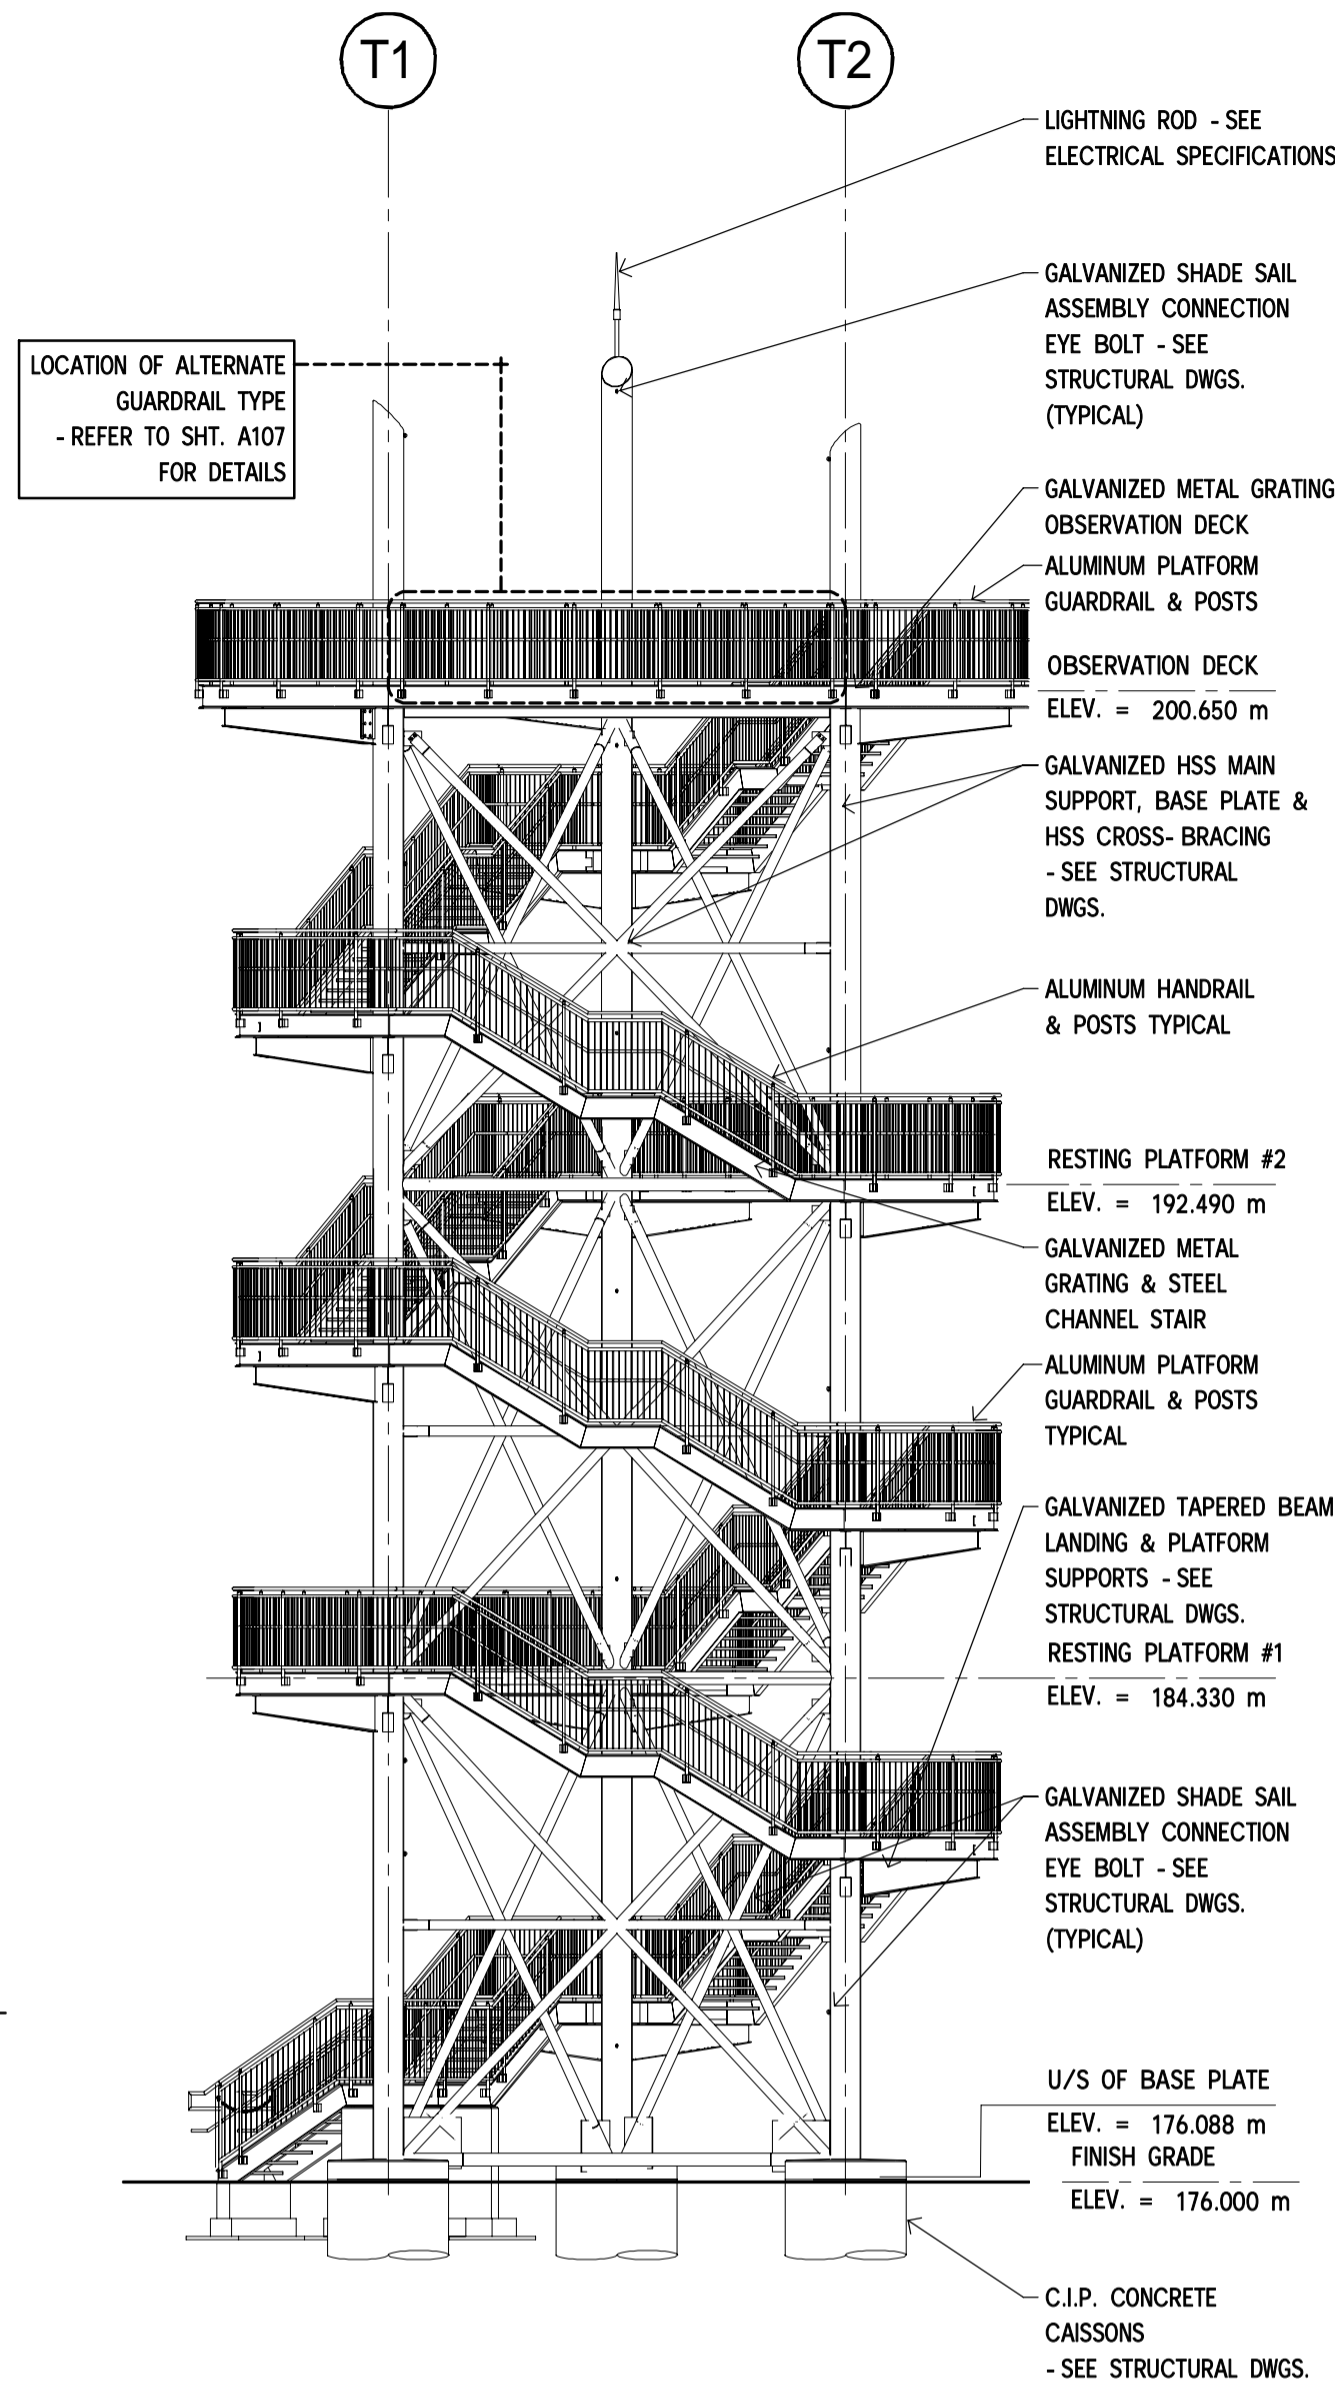 T1
T2
LIGHTNING ROD - SEE
ELECTRICAL SPECIFICATIONS
GALVANIZED SHADE SAIL
ASSEMBLY CONNECTION
EYE BOLT - SEE
STRUCTURAL DWGS.
(TYPICAL)
LOCATION OF ALTERNATE
GUARDRAIL TYPE
- REFER TO SHT. A107
FOR DETAILS
GALVANIZED METAL GRATING
OBSERVATION DECK
ALUMINUM PLATFORM
GUARDRAIL & POSTS
OBSERVATION DECK
ELEV. = 200.650 m
GALVANIZED HSS MAIN
SUPPORT, BASE PLATE &
HSS CROSS-BRACING
- SEE STRUCTURAL
DWGS.
ALUMINUM HANDRAIL
& POSTS TYPICAL
RESTING PLATFORM #2
ELEV. = 192.490 m
GALVANIZED METAL
GRATING & STEEL
CHANNEL STAIR
ALUMINUM PLATFORM
GUARDRAIL & POSTS
TYPICAL
GALVANIZED TAPERED BEAM
LANDING & PLATFORM
SUPPORTS - SEE
STRUCTURAL DWGS.
RESTING PLATFORM #1
ELEV. = 184.330 m
GALVANIZED SHADE SAIL
ASSEMBLY CONNECTION
EYE BOLT - SEE
STRUCTURAL DWGS.
(TYPICAL)
U/S OF BASE PLATE
ELEV. = 176.088 m
FINISH GRADE
ELEV. = 176.000 m
C.I.P. CONCRETE
CAISSONS
- SEE STRUCTURAL DWGS.